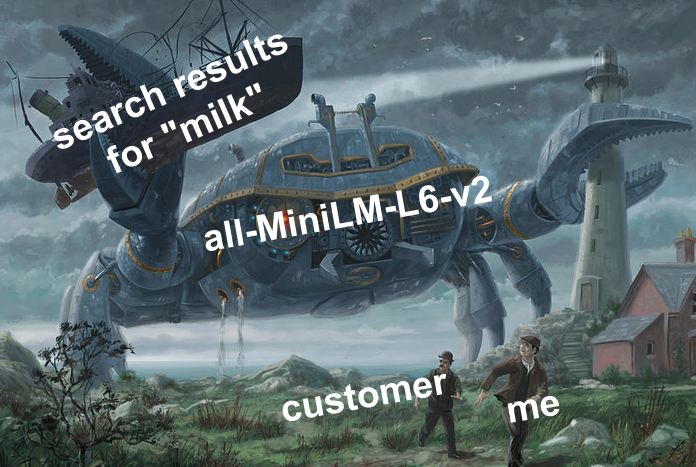 search results
for "milk"
all-MiniLM-L6-v2
customer
me